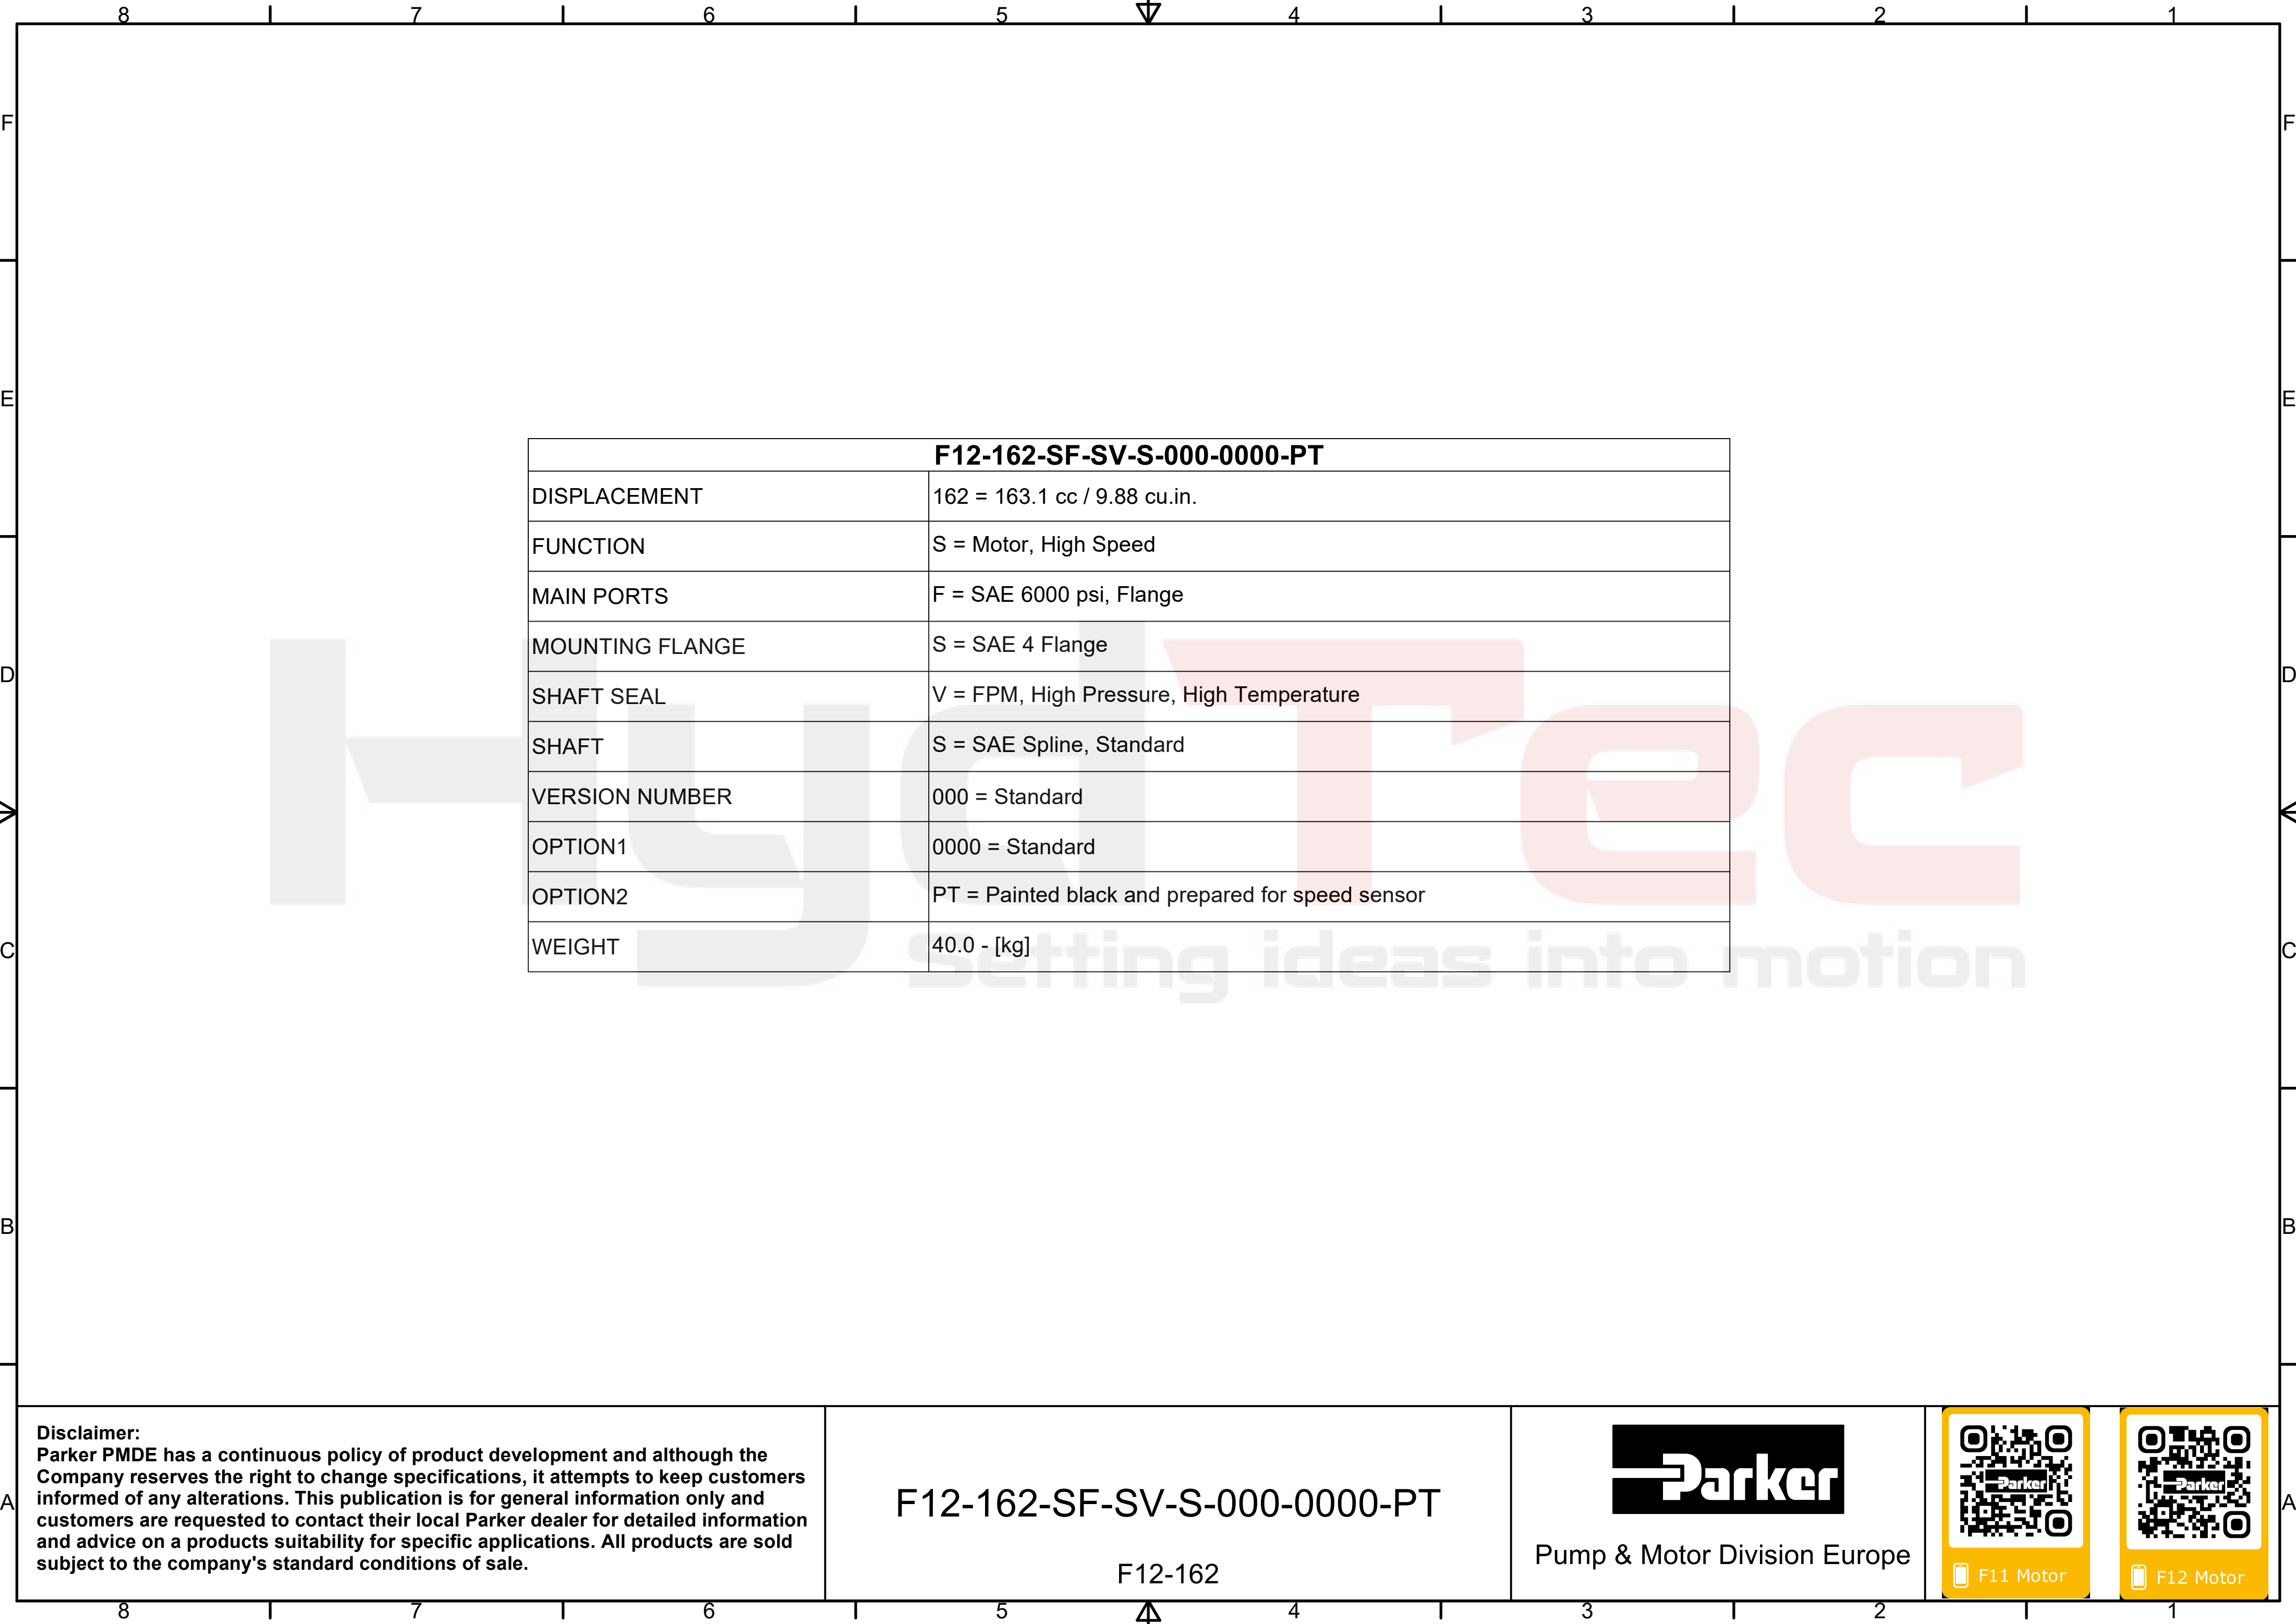 8 7 6 5 4 3 2 1
F F
E E
D D
C C
B B
A A
F12-162-SF-SV-S-000-0000-PT
DISPLACEMENT 162 = 163.1 cc / 9.88 cu.in.
FUNCTION S = Motor, High Speed
MAIN PORTS F = SAE 6000 psi, Flange
MOUNTING FLANGE S = SAE 4 Flange
SHAFT SEAL V = FPM, High Pressure, High Temperature
SHAFT S = SAE Spline, Standard
VERSION NUMBER 000 = Standard
OPTION1 0000 = Standard
OPTION2 PT = Painted black and prepared for speed sensor
WEIGHT 40.0 - [kg]
HydTec
Setting ideas into motion
Disclaimer:
Parker PMDE has a continuous policy of product development and although the
Company reserves the right to change specifications, it attempts to keep customers
informed of any alterations. This publication is for general information only and
customers are requested to contact their local Parker dealer for detailed information
and advice on a products suitability for specific applications. All products are sold
subject to the company's standard conditions of sale.
F12-162-SF-SV-S-000-0000-PT
F12-162
Parker
Pump & Motor Division Europe
Parker
F11 Motor
Parker
F12 Motor
8 7 6 5 4 3 2 1